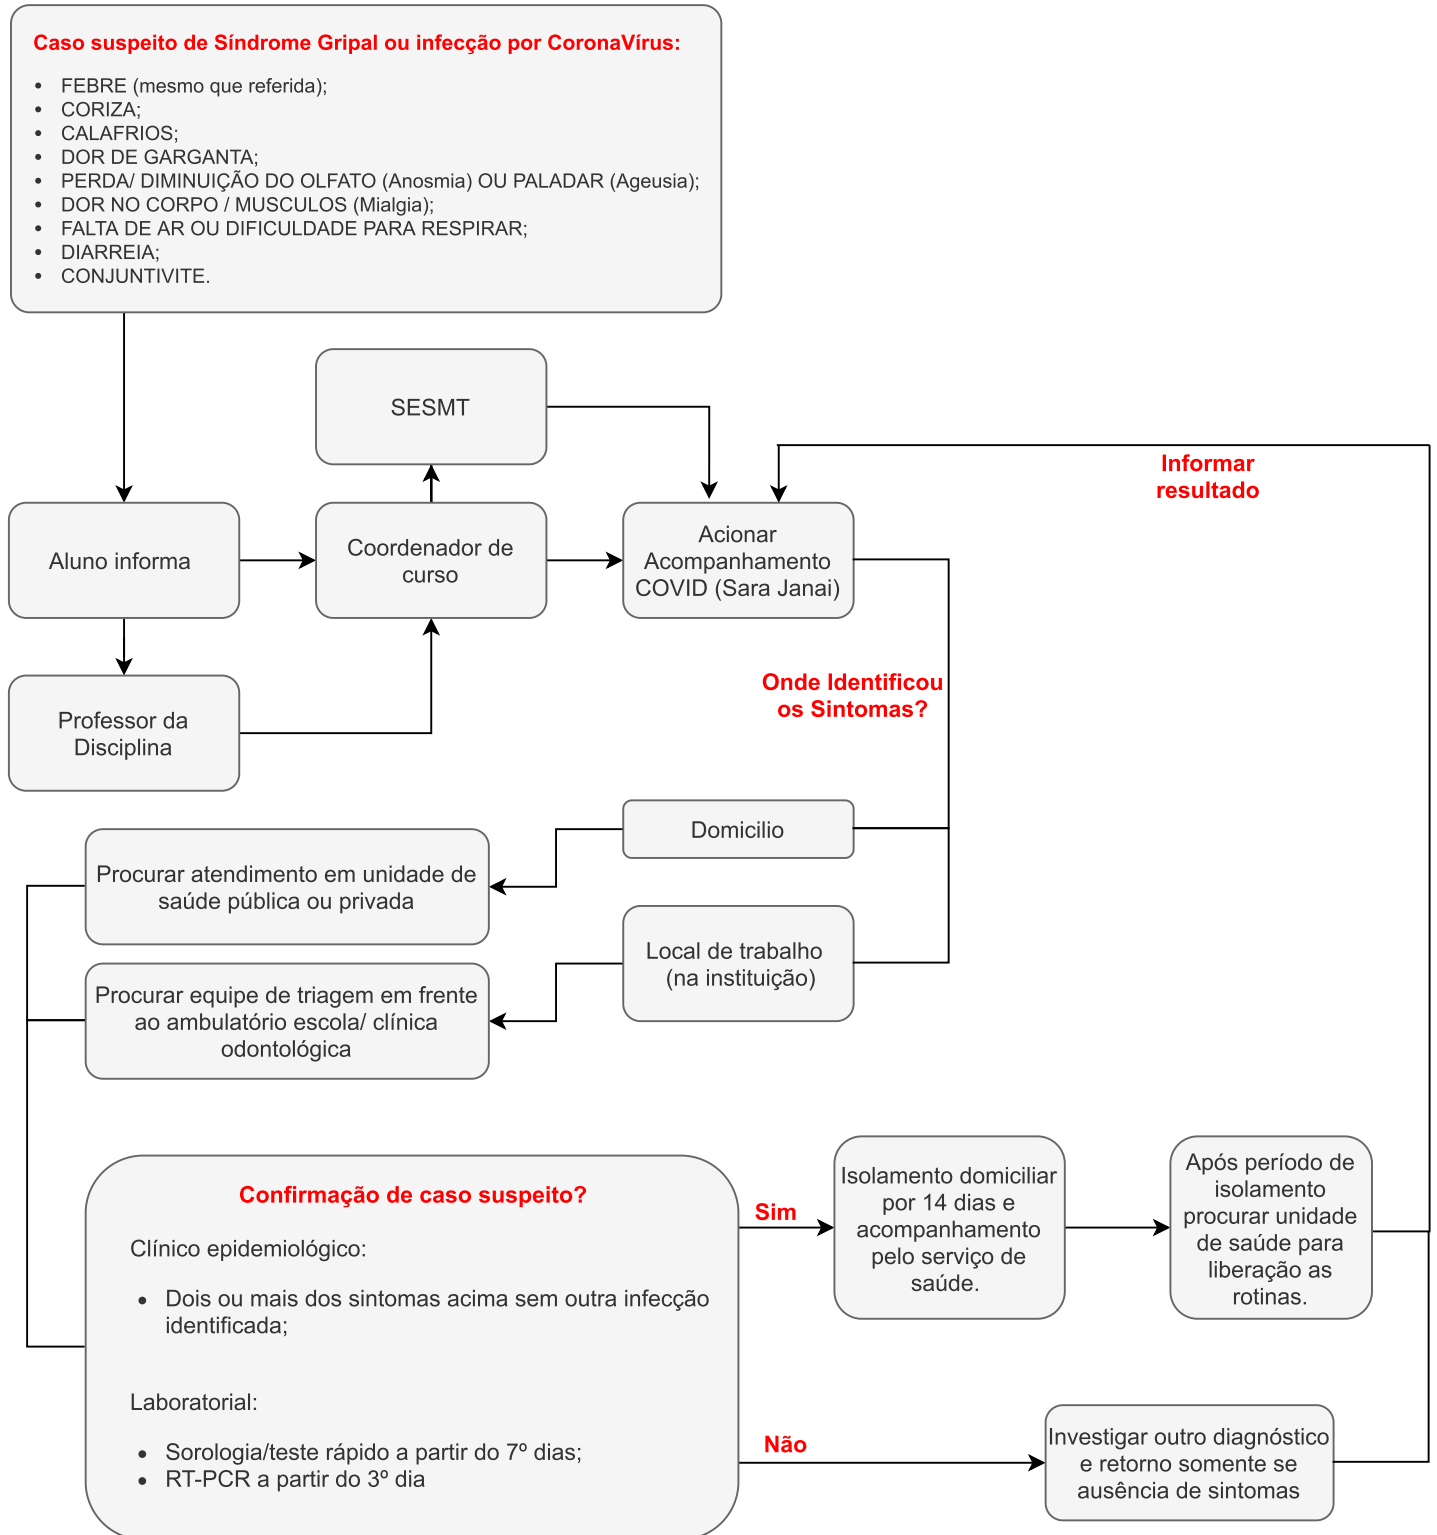 Caso suspeito de Síndrome Gripal ou infecção por CoronaVírus:
• FEBRE (mesmo que referida);
• CORIZA;
• CALAFRIOS;
• DOR DE GARGANTA;
• PERDA/ DIMINUIÇÃO DO OLFATO (Anosmia) OU PALADAR (Ageusia);
• DOR NO CORPO / MUSCULOS (Mialgia);
• FALTA DE AR OU DIFICULDADE PARA RESPIRAR;
• DIARREIA;
• CONJUNTIVITE.
SESMT
Informar
resultado
Aluno informa
Coordenador de
curso
Acionar
Acompanhamento
COVID (Sara Janai)
Professor da
Disciplina
Onde Identificou
os Sintomas?
Domicilio
Procurar atendimento em unidade de
saúde pública ou privada
Local de trabalho
(na instituição)
Procurar equipe de triagem em frente
ao ambulatório escola/ clínica
odontológica
Confirmação de caso suspeito?
Clínico epidemiológico:
• Dois ou mais dos sintomas acima sem outra infecção
identificada;
Laboratorial:
• Sorologia/teste rápido a partir do 7º dias;
• RT-PCR a partir do 3º dia
Sim
Isolamento domiciliar
por 14 dias e
acompanhamento
pelo serviço de
saúde.
Após período de
isolamento
procurar unidade
de saúde para
liberação as
rotinas.
Não
Investigar outro diagnóstico
e retorno somente se
ausência de sintomas